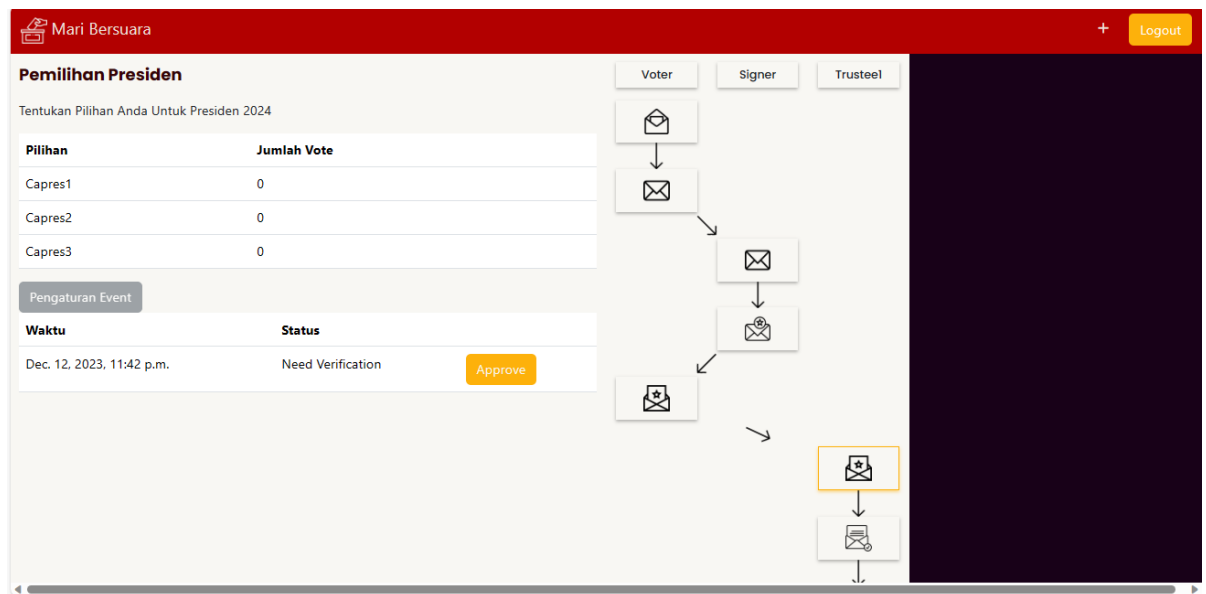 Mari Bersuara
+
Logout
Pemilihan Presiden
Tentukan Pilihan Anda Untuk Presiden 2024
Pilihan Jumlah Vote
Capres1 0
Capres2 0
Capres3 0
Pengaturan Event
Waktu Status
Dec. 12, 2023, 11:42 p.m. Need Verification Approve
Voter Signer Trustee1